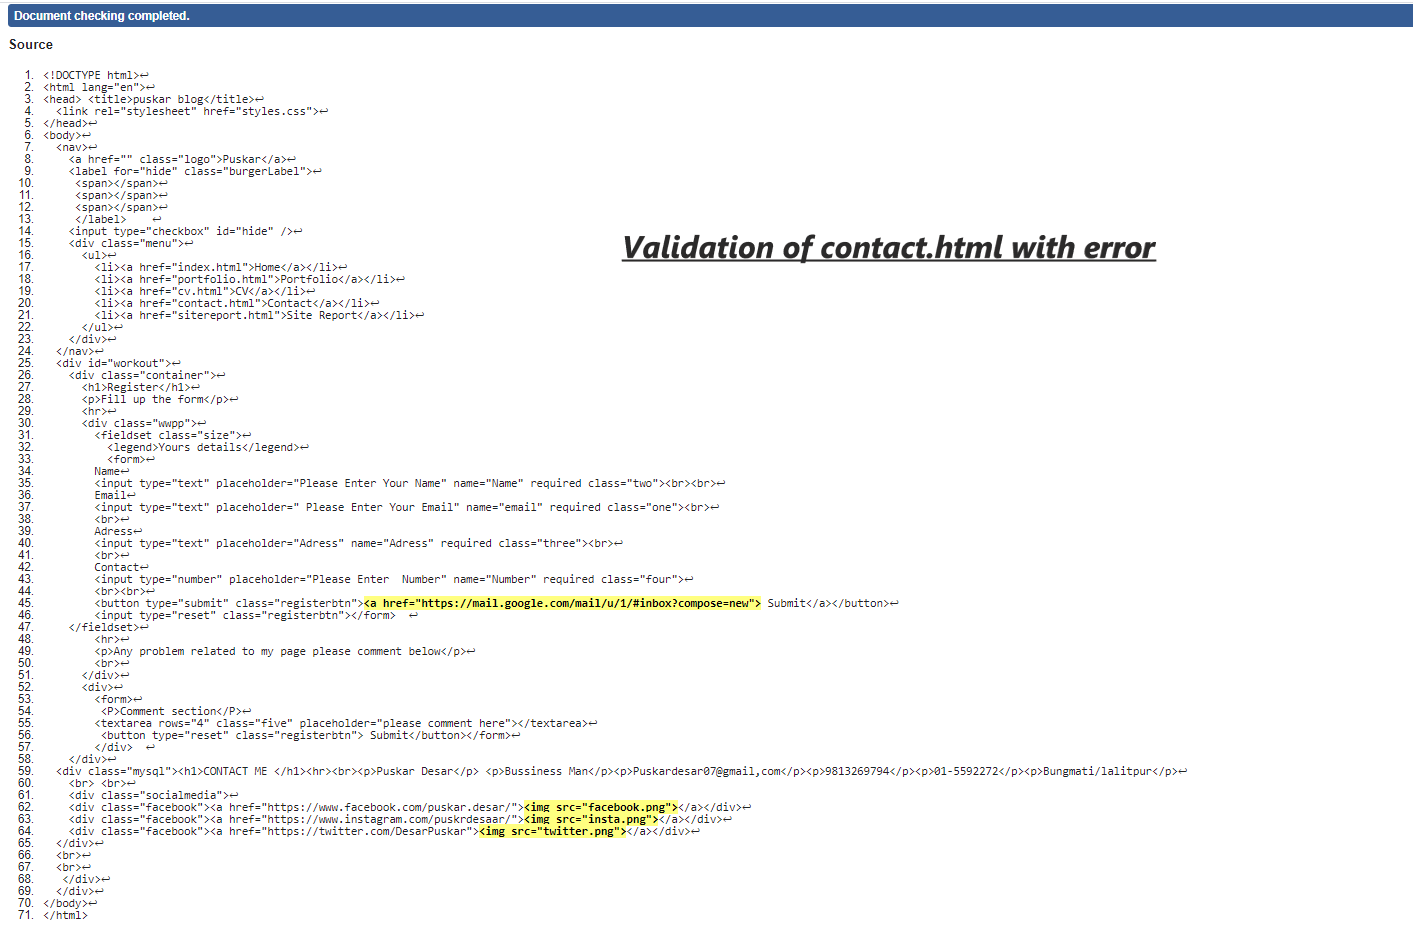 Document checking completed.
Source
1. <!DOCTYPE html>↩
2. <html lang="en">↩
3. <head> <title>puskar blog</title>↩
4. <link rel="stylesheet" href="styles.css">↩
5. </head>↩
6. <body>↩
7. <nav>↩
8. <a href="" class="logo">Puskar</a>↩
9. <label for="hide" class="burgerLabel">↩
10. <span></span>↩
11. <span></span>↩
12. <span></span>↩
13. </label> ↩
14. <input type="checkbox" id="hide" />↩
Validation of contact.html with error
15. <div class="menu">↩
16. <ul>↩
17. <li><a href="index.html">Home</a></li>↩
18. <li><a href="portfolio.html">Portfolio</a></li>↩
19. <li><a href="cv.html">CV</a></li>↩
20. <li><a href="contact.html">Contact</a></li>↩
21. <li><a href="sitereport.html">Site Report</a></li>↩
22. </ul>↩
23. </div>↩
24. </nav>↩
25. <div id="workout">↩
26. <div class="container">↩
27. <h1>Register</h1>↩
28. <p>Fill up the form</p>↩
29. <hr>↩
30. <div class="wwpp">↩
31. <fieldset class="size">↩
32. <legend>Yours details</legend>↩
33. <form>↩
34. Name↩
35. <input type="text" placeholder="Please Enter Your Name" name="Name" required class="two"><br><br>↩
36. Email↩
37. <input type="text" placeholder=" Please Enter Your Email" name="email" required class="one"><br>↩
38. <br>↩
39. Adress↩
40. <input type="text" placeholder="Adress" name="Adress" required class="three"><br>↩
41. <br>↩
42. Contact↩
43. <input type="number" placeholder="Please Enter  Number" name="Number" required class="four">↩
44. <br><br>↩
45. <button type="submit" class="registerbtn"><a href="https://mail.google.com/mail/u/1/#inbox?compose=new"> Submit</a></button>↩
46. <input type="reset" class="registerbtn"></form> ↩
47. </fieldset>↩
48. <hr>↩
49. <p>Any problem related to my page please comment below</p>↩
50. <br>↩
51. </div>↩
52. <div>↩
53. <form>↩
54. <P>Comment section</P>↩
55. <textarea rows="4" class="five" placeholder="please comment here"></textarea>↩
56. <button type="reset" class="registerbtn"> Submit</button></form>↩
57. </div> ↩
58. </div>↩
59. <div class="mysql"><h1>CONTACT ME </h1><hr><br><p>Puskar Desar</p> <p>Bussiness Man</p><p>Puskardesar07@gmail,com</p><p>9813269794</p><p>01-5592272</p><p>Bungmati/lalitpur</p>↩
60. <br> <br>↩
61. <div class="socialmedia">↩
62. <div class="facebook"><a href="https://www.facebook.com/puskar.desar/"><img src="facebook.png"></a></div>↩
63. <div class="facebook"><a href="https://www.instagram.com/puskrdesaar/"><img src="insta.png"></a></div>↩
64. <div class="facebook"><a href="https://twitter.com/DesarPuskar"><img src="twitter.png"></a></div>↩
65. </div>↩
66. <br>↩
67. <br>↩
68. </div>↩
69. </div>↩
70. </body>↩
71. </html>